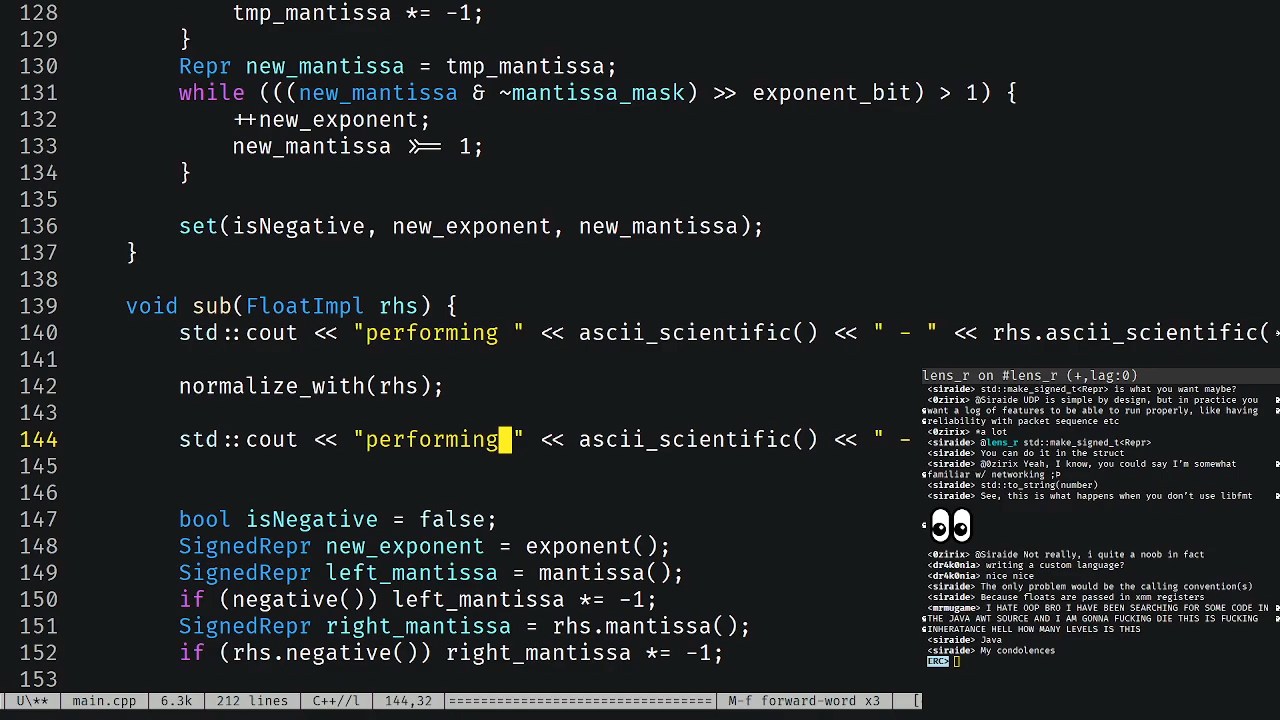 128             tmp_mantissa *= -1;
129         }
130         Repr new_mantissa = tmp_mantissa;
131         while (((new_mantissa & ~mantissa_mask) >> exponent_bit) > 1) {
132             ++new_exponent;
133             new_mantissa >>= 1;
134         }
135
136         set(isNegative, new_exponent, new_mantissa);
137     }
138
139     void sub(FloatImpl rhs) {
140         std::cout << "performing " << ascii_scientific() << " - " << rhs.ascii_scientific(
141
142         normalize_with(rhs);
143
144         std::cout << "performing " << ascii_scientific() << " -
145
146
147         bool isNegative = false;
148         SignedRepr new_exponent = exponent();
149         SignedRepr left_mantissa = mantissa();
150         if (negative()) left_mantissa *= -1;
151         SignedRepr right_mantissa = rhs.mantissa();
152         if (rhs.negative()) right_mantissa *= -1;
153
lens_r on #lens_r (+,lag:0)
<siraide> std::make_signed_t<Repr> is what you want maybe?
<0zirix> @Siraide UDP is simple by design, but in practice you
want a log of features to be able to run properly, like having
reliability with packet sequence etc
<0zirix> *a lot
<siraide> @lens_r std::make_signed_t<Repr>
<siraide> You can do it in the struct
<siraide> @0zirix Yeah, I know, you could say I'm somewhat
familiar w/ networking ;P
<siraide> std::to_string(number)
<siraide> See, this is what happens when you don't use libfmt
<0zirix> @Siraide Not really, i quite a noob in fact
<dr4k0nia> writing a custom language?
<dr4k0nia> nice nice
<siraide> The only problem would be the calling convention(s)
<siraide> Because floats are passed in xmm registers
<mrmugame> I HATE OOP BRO I HAVE BEEN SEARCHING FOR SOME CODE IN
THE JAVA AWT SOURCE AND I AM GONNA FUCKING DIE THIS IS FUCKING
INHERATANCE HELL HOW MANY LEVELS IS THIS
<siraide> Java
<siraide> My condolences
ERC>
U\** main.cpp 6.3k 212 lines C++//l 144,32 ================================= M-f forward-word x3 [